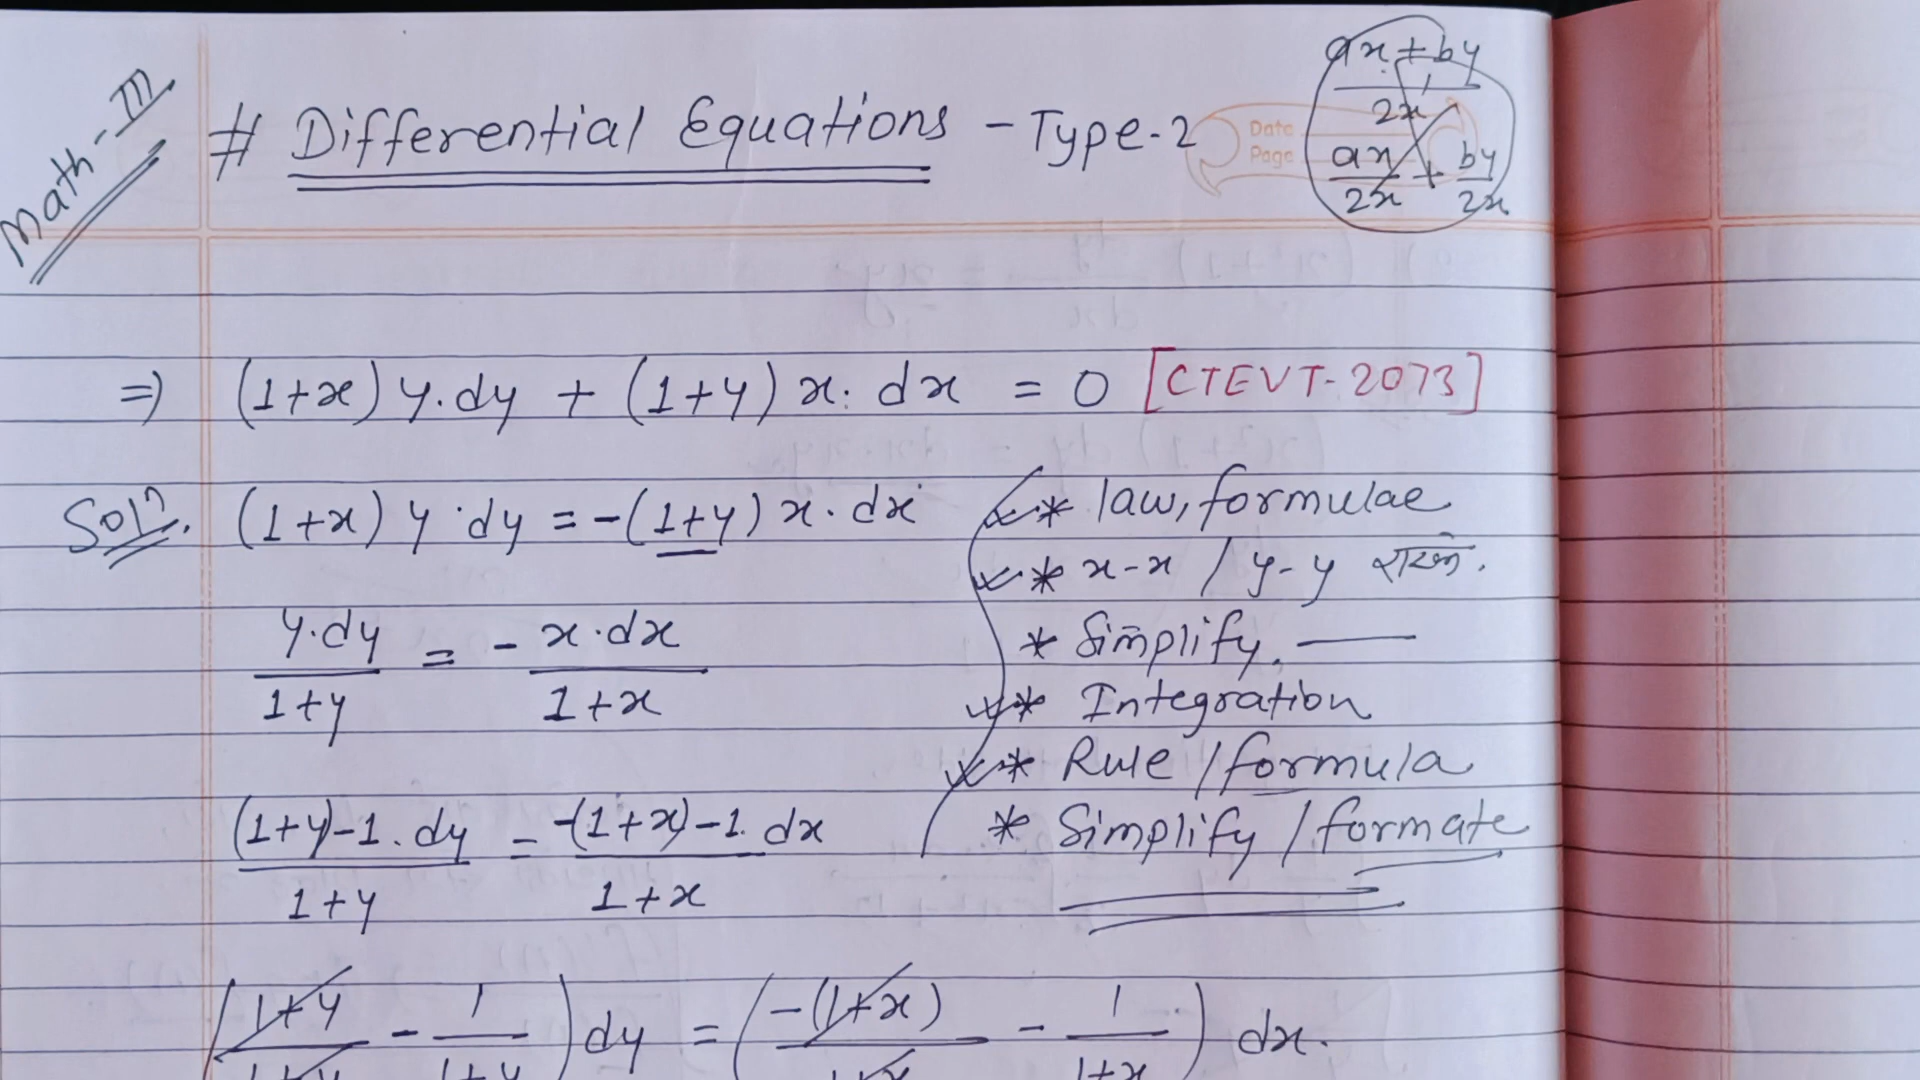 Math-III
# Differential Equations - Type-2
Date
Page
ax + by / 2x
ax/2x + by/2x
=) (1+x) y.dy + (1+y) x. dx = 0 [CTEVT-2073]
Soln. (1+x) y.dy = -(1+y) x.dx
y.dy/1+y = - x.dx/1+x
(1+y)-1.dy/1+y = -(1+x)-1.dx/1+x
(1+y/1+y - 1/1+y) dy = (-(1+x)/1+x - 1/1+x) dx.
* law, formulae
* x-x / y-y राख्ने.
* Simplify.
* Integration
* Rule / formula
* Simplify / formate